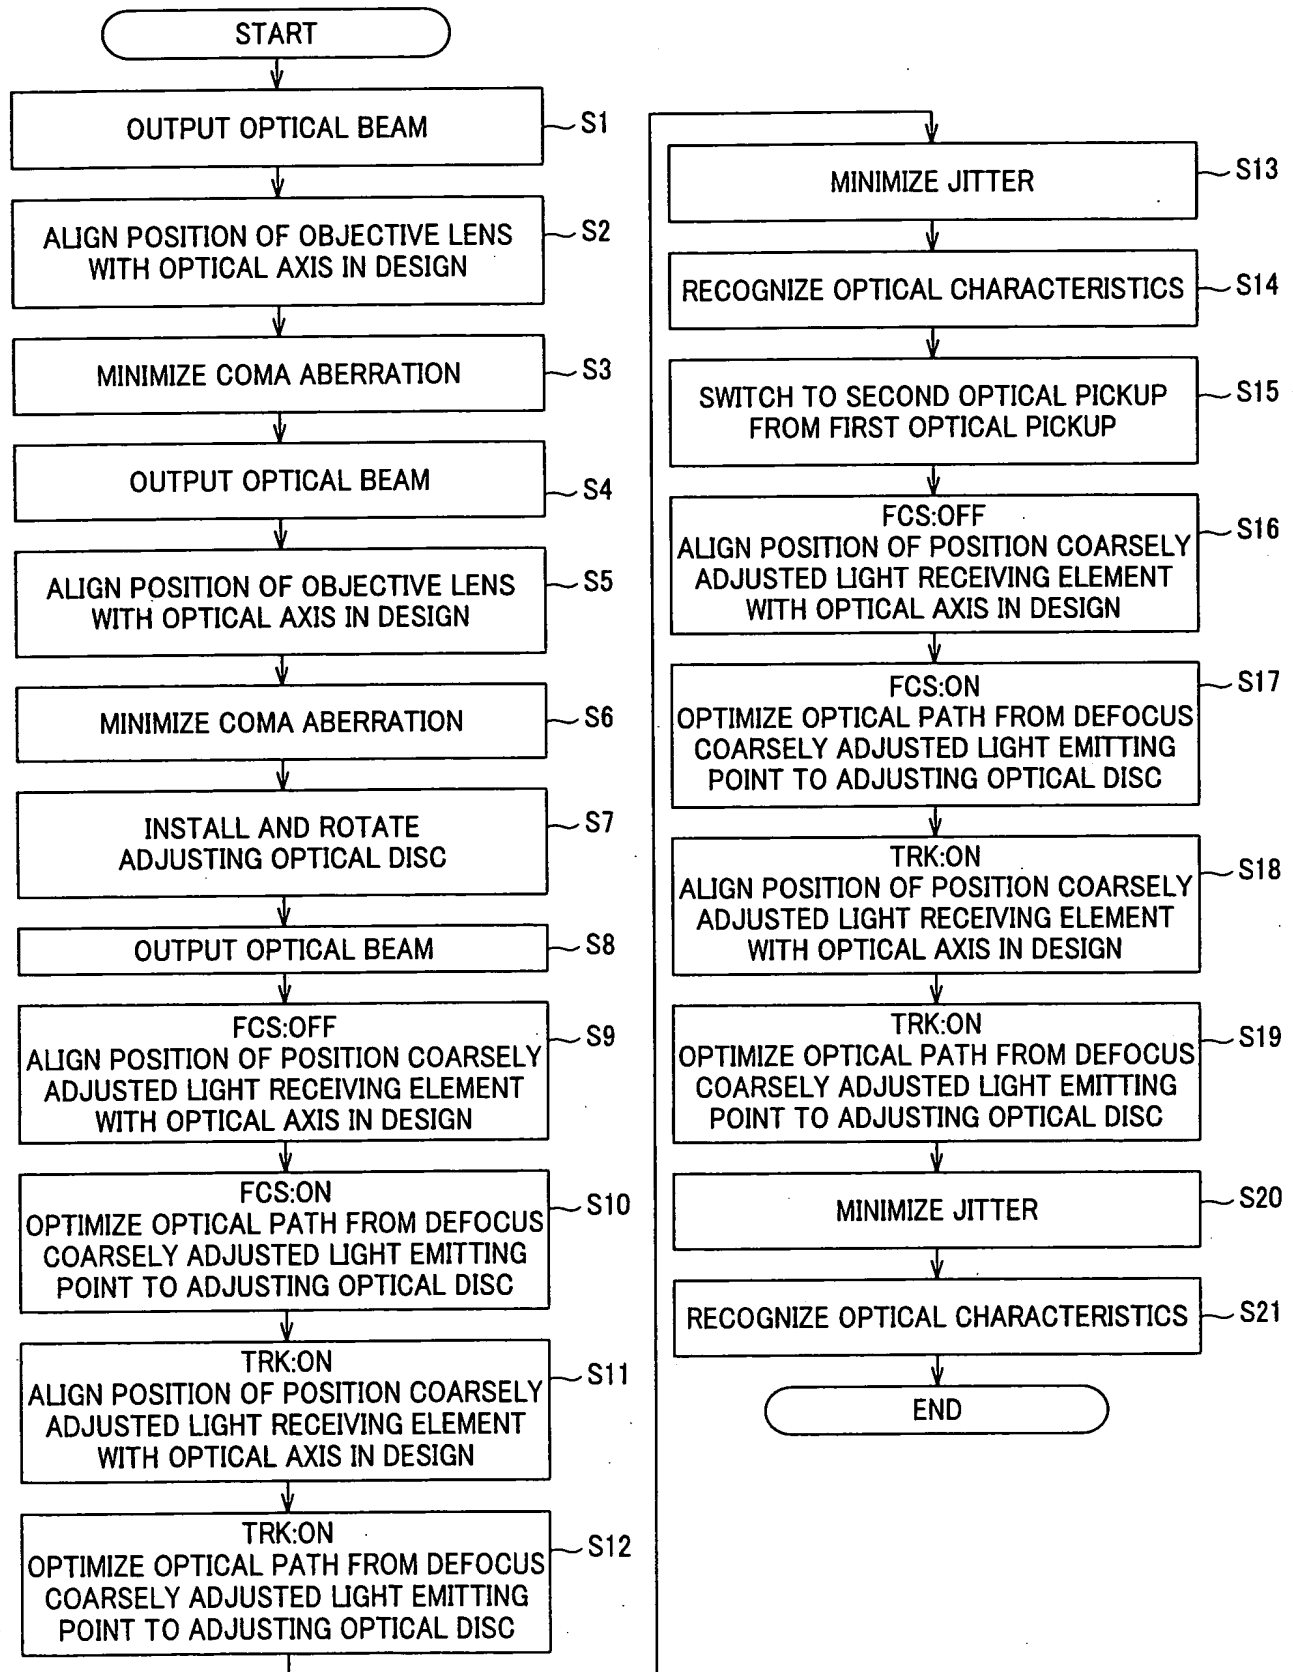 START
OUTPUT OPTICAL BEAM
S1
ALIGN POSITION OF OBJECTIVE LENS
WITH OPTICAL AXIS IN DESIGN
S2
MINIMIZE COMA ABERRATION
S3
OUTPUT OPTICAL BEAM
S4
ALIGN POSITION OF OBJECTIVE LENS
WITH OPTICAL AXIS IN DESIGN
S5
MINIMIZE COMA ABERRATION
S6
INSTALL AND ROTATE
ADJUSTING OPTICAL DISC
S7
OUTPUT OPTICAL BEAM
S8
FCS:OFF
ALIGN POSITION OF POSITION COARSELY
ADJUSTED LIGHT RECEIVING ELEMENT
WITH OPTICAL AXIS IN DESIGN
S9
FCS:ON
OPTIMIZE OPTICAL PATH FROM DEFOCUS
COARSELY ADJUSTED LIGHT EMITTING
POINT TO ADJUSTING OPTICAL DISC
S10
TRK:ON
ALIGN POSITION OF POSITION COARSELY
ADJUSTED LIGHT RECEIVING ELEMENT
WITH OPTICAL AXIS IN DESIGN
S11
TRK:ON
OPTIMIZE OPTICAL PATH FROM DEFOCUS
COARSELY ADJUSTED LIGHT EMITTING
POINT TO ADJUSTING OPTICAL DISC
S12
MINIMIZE JITTER
S13
RECOGNIZE OPTICAL CHARACTERISTICS
S14
SWITCH TO SECOND OPTICAL PICKUP
FROM FIRST OPTICAL PICKUP
S15
FCS:OFF
ALIGN POSITION OF POSITION COARSELY
ADJUSTED LIGHT RECEIVING ELEMENT
WITH OPTICAL AXIS IN DESIGN
S16
FCS:ON
OPTIMIZE OPTICAL PATH FROM DEFOCUS
COARSELY ADJUSTED LIGHT EMITTING
POINT TO ADJUSTING OPTICAL DISC
S17
TRK:ON
ALIGN POSITION OF POSITION COARSELY
ADJUSTED LIGHT RECEIVING ELEMENT
WITH OPTICAL AXIS IN DESIGN
S18
TRK:ON
OPTIMIZE OPTICAL PATH FROM DEFOCUS
COARSELY ADJUSTED LIGHT EMITTING
POINT TO ADJUSTING OPTICAL DISC
S19
MINIMIZE JITTER
S20
RECOGNIZE OPTICAL CHARACTERISTICS
S21
END